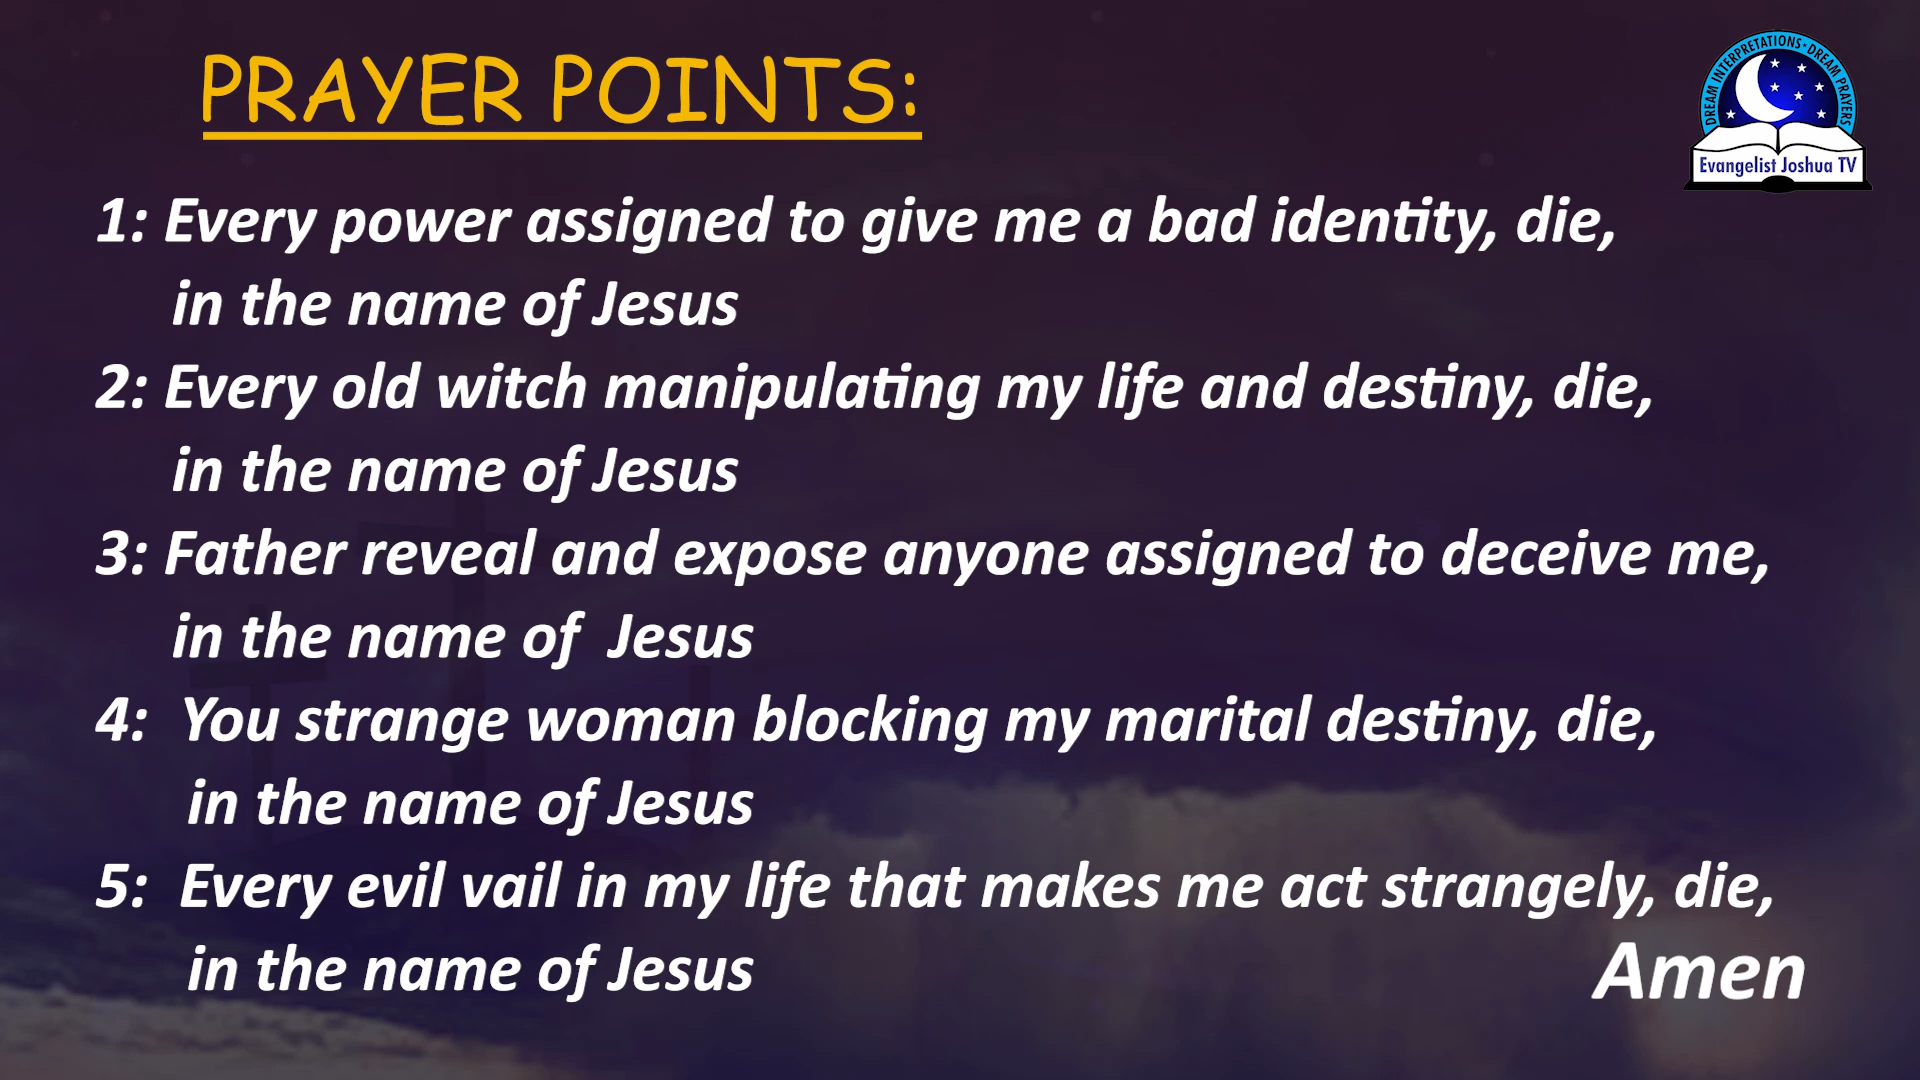 PRAYER POINTS:
DREAM INTERPRETATIONS · DREAM PRAYERS
Evangelist Joshua TV
1: Every power assigned to give me a bad identity, die,
in the name of Jesus
2: Every old witch manipulating my life and destiny, die,
in the name of Jesus
3: Father reveal and expose anyone assigned to deceive me,
in the name of Jesus
4: You strange woman blocking my marital destiny, die,
in the name of Jesus
5: Every evil vail in my life that makes me act strangely, die,
in the name of Jesus
Amen